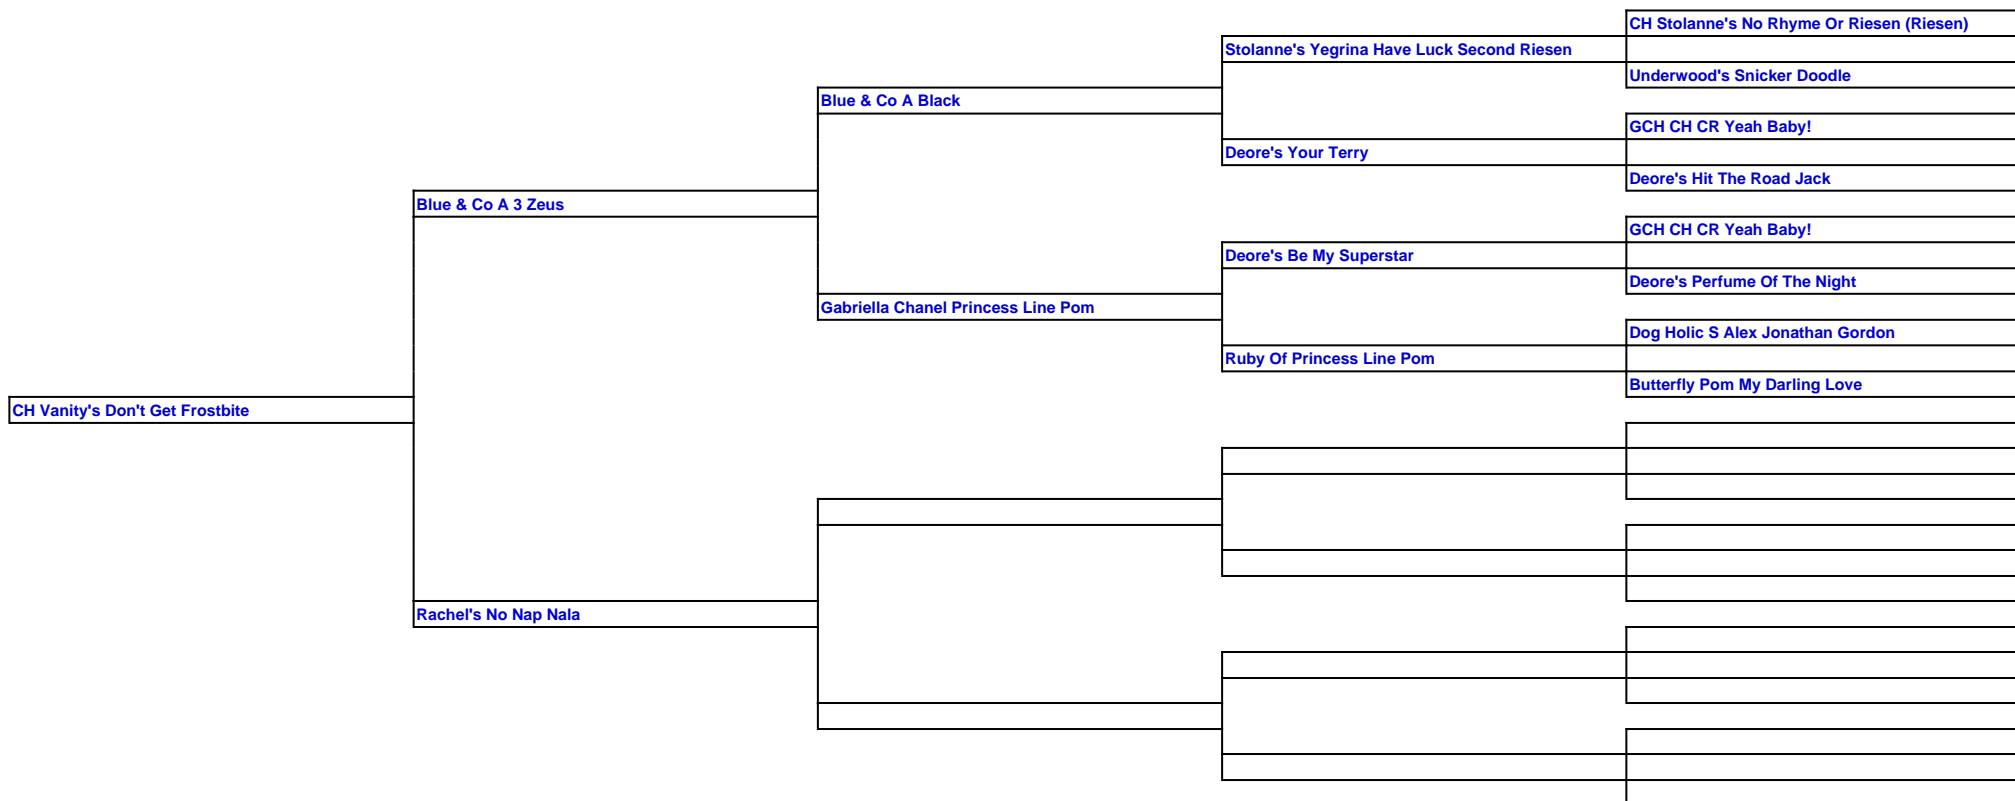 CH Stolanne's No Rhyme Or Riesen (Riesen)
Stolanne's Yegrina Have Luck Second Riesen
Underwood's Snicker Doodle
Blue & Co A Black
GCH CH CR Yeah Baby!
Deore's Your Terry
Deore's Hit The Road Jack
Blue & Co A 3 Zeus
GCH CH CR Yeah Baby!
Deore's Be My Superstar
Deore's Perfume Of The Night
Gabriella Chanel Princess Line Pom
Dog Holic S Alex Jonathan Gordon
Ruby Of Princess Line Pom
Butterfly Pom My Darling Love
CH Vanity's Don't Get Frostbite
Rachel's No Nap Nala